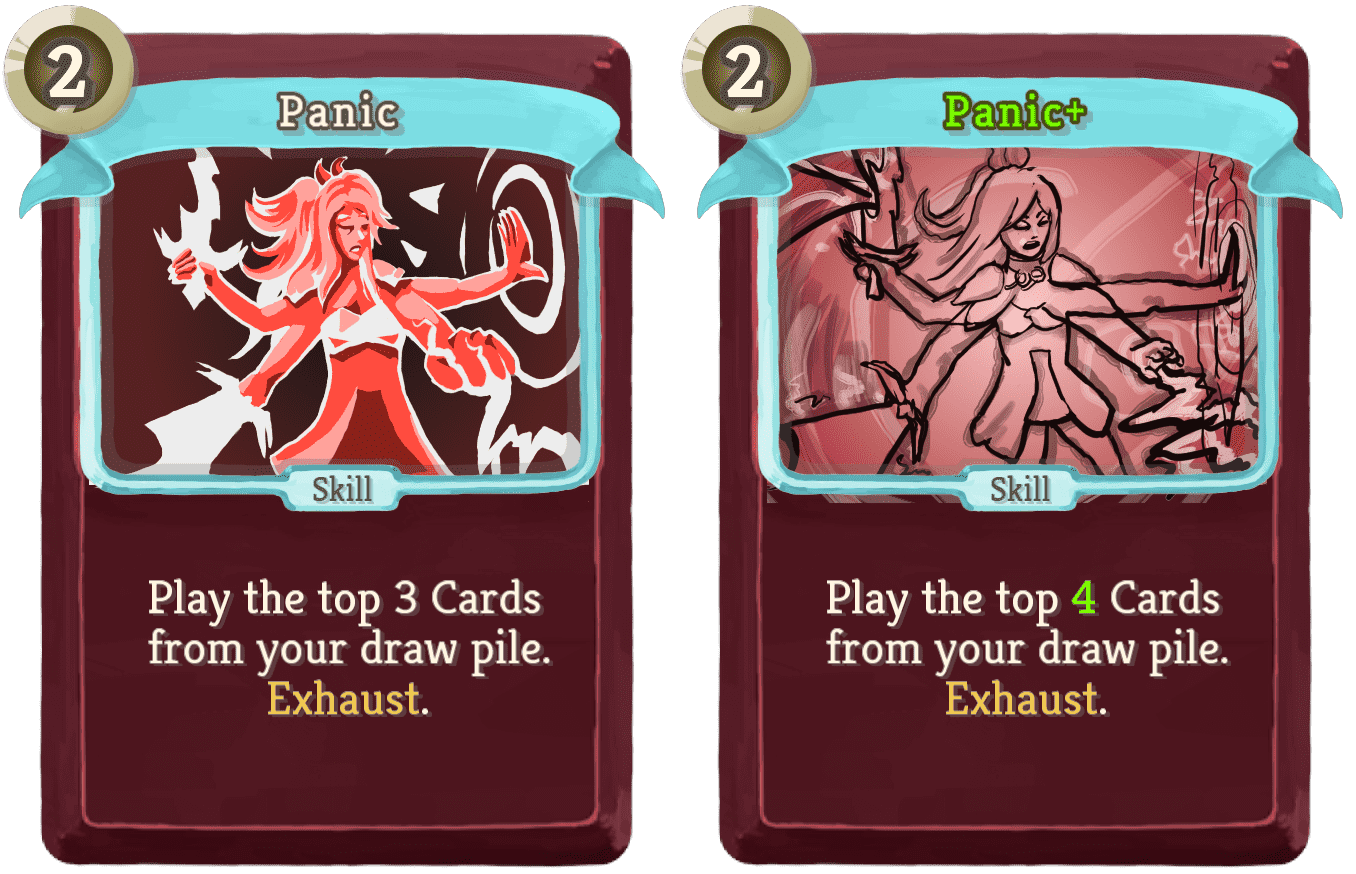 2
Panic
Skill
Play the top 3 Cards
from your draw pile.
Exhaust.
2
Panic+
Skill
Play the top 4 Cards
from your draw pile.
Exhaust.